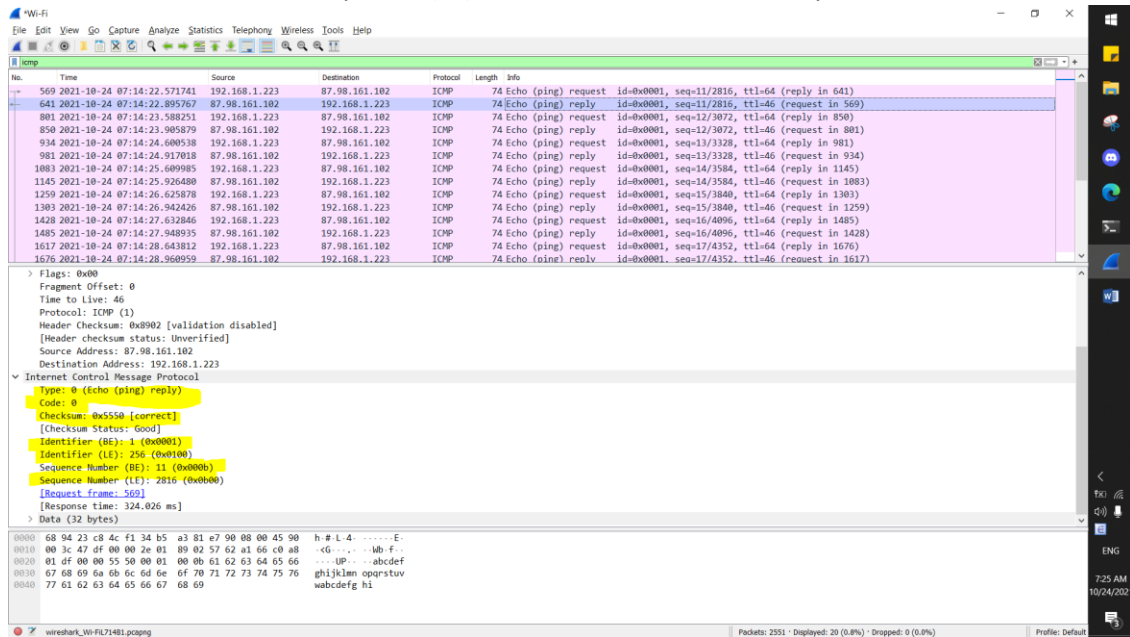 *Wi-Fi
File Edit View Go Capture Analyze Statistics Telephony Wireless Tools Help
icmp
No. Time Source Destination Protocol Length Info
569 2021-10-24 07:14:22.571741 192.168.1.223 87.98.161.102 ICMP 74 Echo (ping) request id=0x0001, seq=11/2816, ttl=64 (reply in 641)
641 2021-10-24 07:14:22.895767 87.98.161.102 192.168.1.223 ICMP 74 Echo (ping) reply id=0x0001, seq=11/2816, ttl=46 (request in 569)
801 2021-10-24 07:14:23.588251 192.168.1.223 87.98.161.102 ICMP 74 Echo (ping) request id=0x0001, seq=12/3072, ttl=64 (reply in 850)
850 2021-10-24 07:14:23.905879 87.98.161.102 192.168.1.223 ICMP 74 Echo (ping) reply id=0x0001, seq=12/3072, ttl=46 (request in 801)
934 2021-10-24 07:14:24.600538 192.168.1.223 87.98.161.102 ICMP 74 Echo (ping) request id=0x0001, seq=13/3328, ttl=64 (reply in 981)
981 2021-10-24 07:14:24.917018 87.98.161.102 192.168.1.223 ICMP 74 Echo (ping) reply id=0x0001, seq=13/3328, ttl=46 (request in 934)
1083 2021-10-24 07:14:25.609985 192.168.1.223 87.98.161.102 ICMP 74 Echo (ping) request id=0x0001, seq=14/3584, ttl=64 (reply in 1145)
1145 2021-10-24 07:14:25.926480 87.98.161.102 192.168.1.223 ICMP 74 Echo (ping) reply id=0x0001, seq=14/3584, ttl=46 (request in 1083)
1259 2021-10-24 07:14:26.625878 192.168.1.223 87.98.161.102 ICMP 74 Echo (ping) request id=0x0001, seq=15/3840, ttl=64 (reply in 1303)
1303 2021-10-24 07:14:26.942426 87.98.161.102 192.168.1.223 ICMP 74 Echo (ping) reply id=0x0001, seq=15/3840, ttl=46 (request in 1259)
1428 2021-10-24 07:14:27.632846 192.168.1.223 87.98.161.102 ICMP 74 Echo (ping) request id=0x0001, seq=16/4096, ttl=64 (reply in 1485)
1485 2021-10-24 07:14:27.948935 87.98.161.102 192.168.1.223 ICMP 74 Echo (ping) reply id=0x0001, seq=16/4096, ttl=46 (request in 1428)
1617 2021-10-24 07:14:28.643812 192.168.1.223 87.98.161.102 ICMP 74 Echo (ping) request id=0x0001, seq=17/4352, ttl=64 (reply in 1676)
1676 2021-10-24 07:14:28.960959 87.98.161.102 192.168.1.223 ICMP 74 Echo (ping) reply id=0x0001, seq=17/4352, ttl=46 (request in 1617)
> Flags: 0x00
Fragment Offset: 0
Time to Live: 46
Protocol: ICMP (1)
Header Checksum: 0x8902 [validation disabled]
[Header checksum status: Unverified]
Source Address: 87.98.161.102
Destination Address: 192.168.1.223
Internet Control Message Protocol
Type: 0 (Echo (ping) reply)
Code: 0
Checksum: 0x5550 [correct]
[Checksum Status: Good]
Identifier (BE): 1 (0x0001)
Identifier (LE): 256 (0x0100)
Sequence Number (BE): 11 (0x000b)
Sequence Number (LE): 2816 (0x0b00)
[Request frame: 569]
[Response time: 324.026 ms]
> Data (32 bytes)
0000 68 94 23 c8 4c f1 34 b5 a3 81 e7 90 08 00 45 90 h·#·L·4· ······E·
0010 00 3c 47 df 00 00 2e 01 89 02 57 62 a1 66 c0 a8 ·<G···.· ··Wb·f··
0020 01 df 00 00 55 50 00 01 00 0b 61 62 63 64 65 66 ····UP·· ··abcdef
0030 67 68 69 6a 6b 6c 6d 6e 6f 70 71 72 73 74 75 76 ghijklmn opqrstuv
0040 77 61 62 63 64 65 66 67 68 69 wabcdefg hi
wireshark_Wi-FiL71481.pcapng Packets: 2551 · Displayed: 20 (0.8%) · Dropped: 0 (0.0%) Profile: Default
ENG
7:25 AM
10/24/202